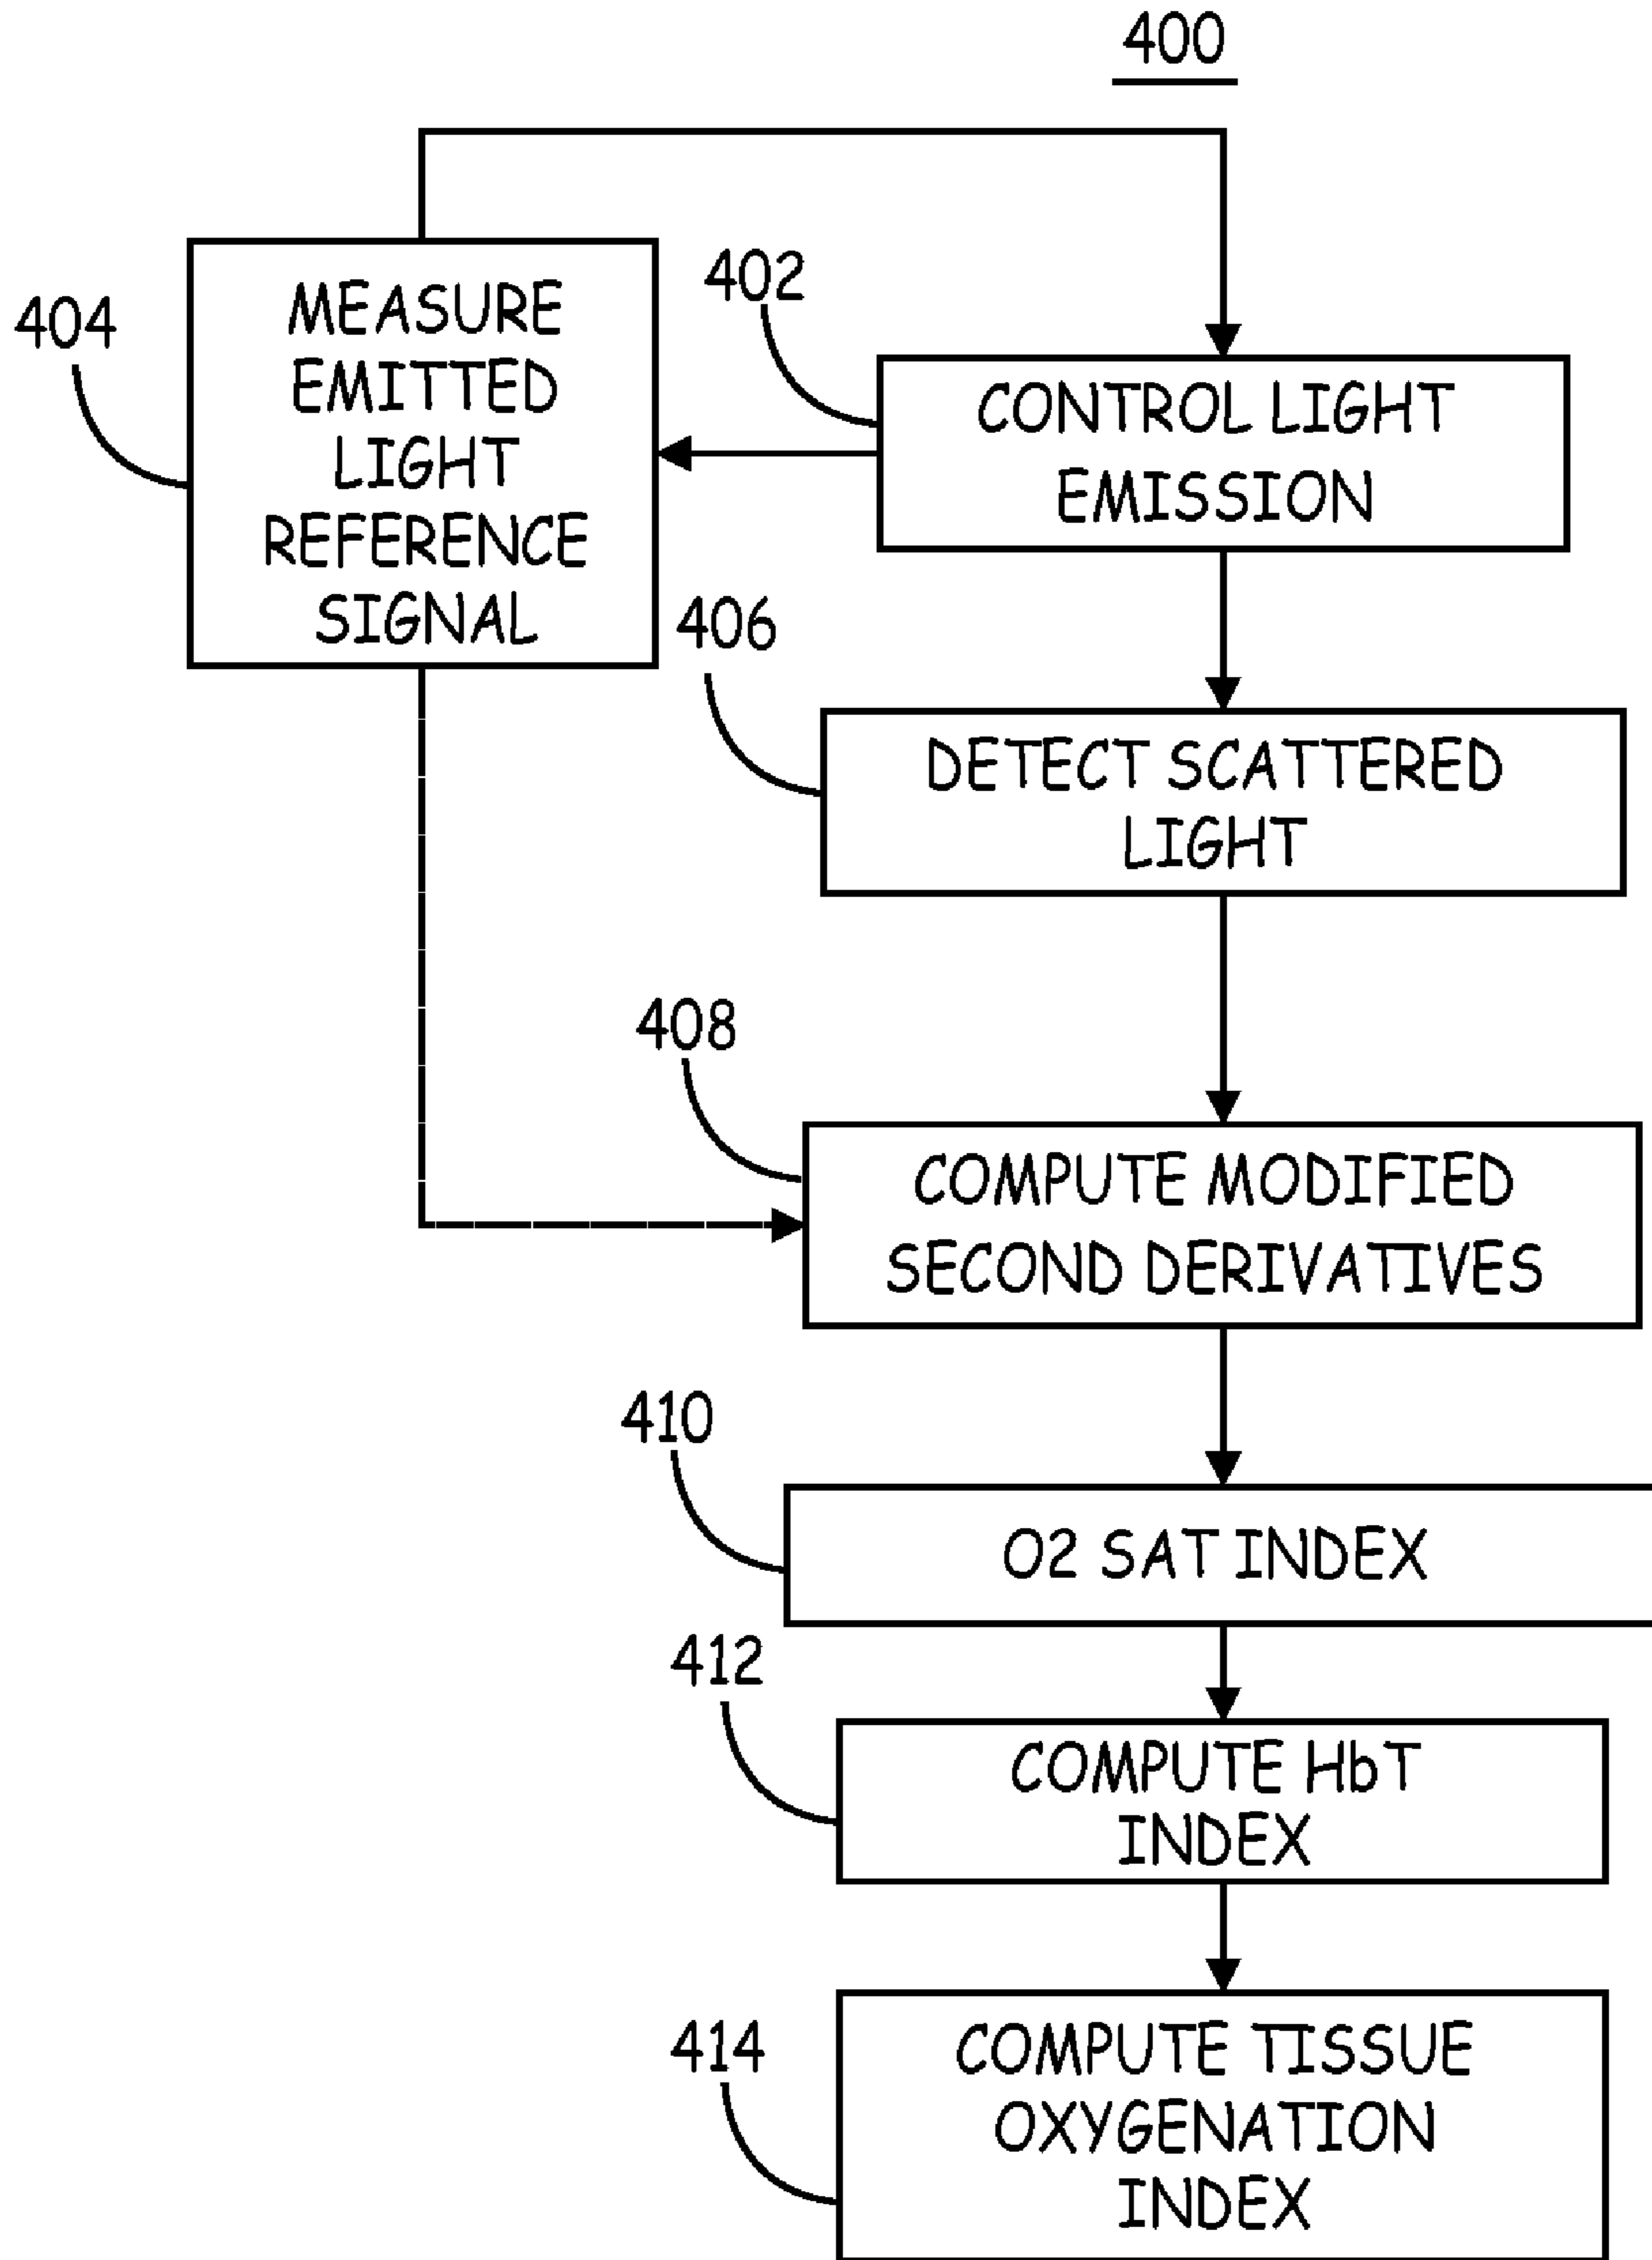 400
404
MEASURE
EMITTED
LIGHT
REFERENCE
SIGNAL
402
CONTROL LIGHT
EMISSION
406
DETECT SCATTERED
LIGHT
408
COMPUTE MODIFIED
SECOND DERIVATIVES
410
O2 SAT INDEX
412
COMPUTE HbT
INDEX
414
COMPUTE TISSUE
OXYGENATION
INDEX